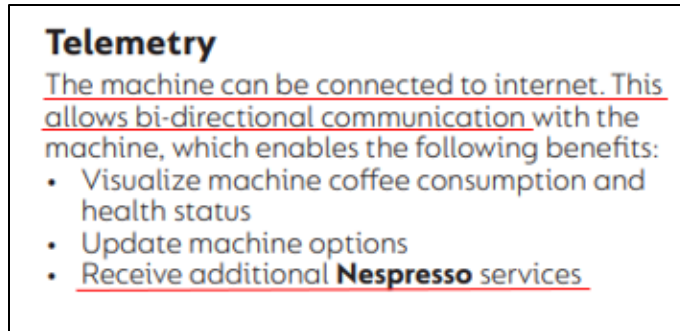 Telemetry
The machine can be connected to internet. This
allows bi-directional communication with the
machine, which enables the following benefits:
• Visualize machine coffee consumption and
health status
• Update machine options
• Receive additional Nespresso services